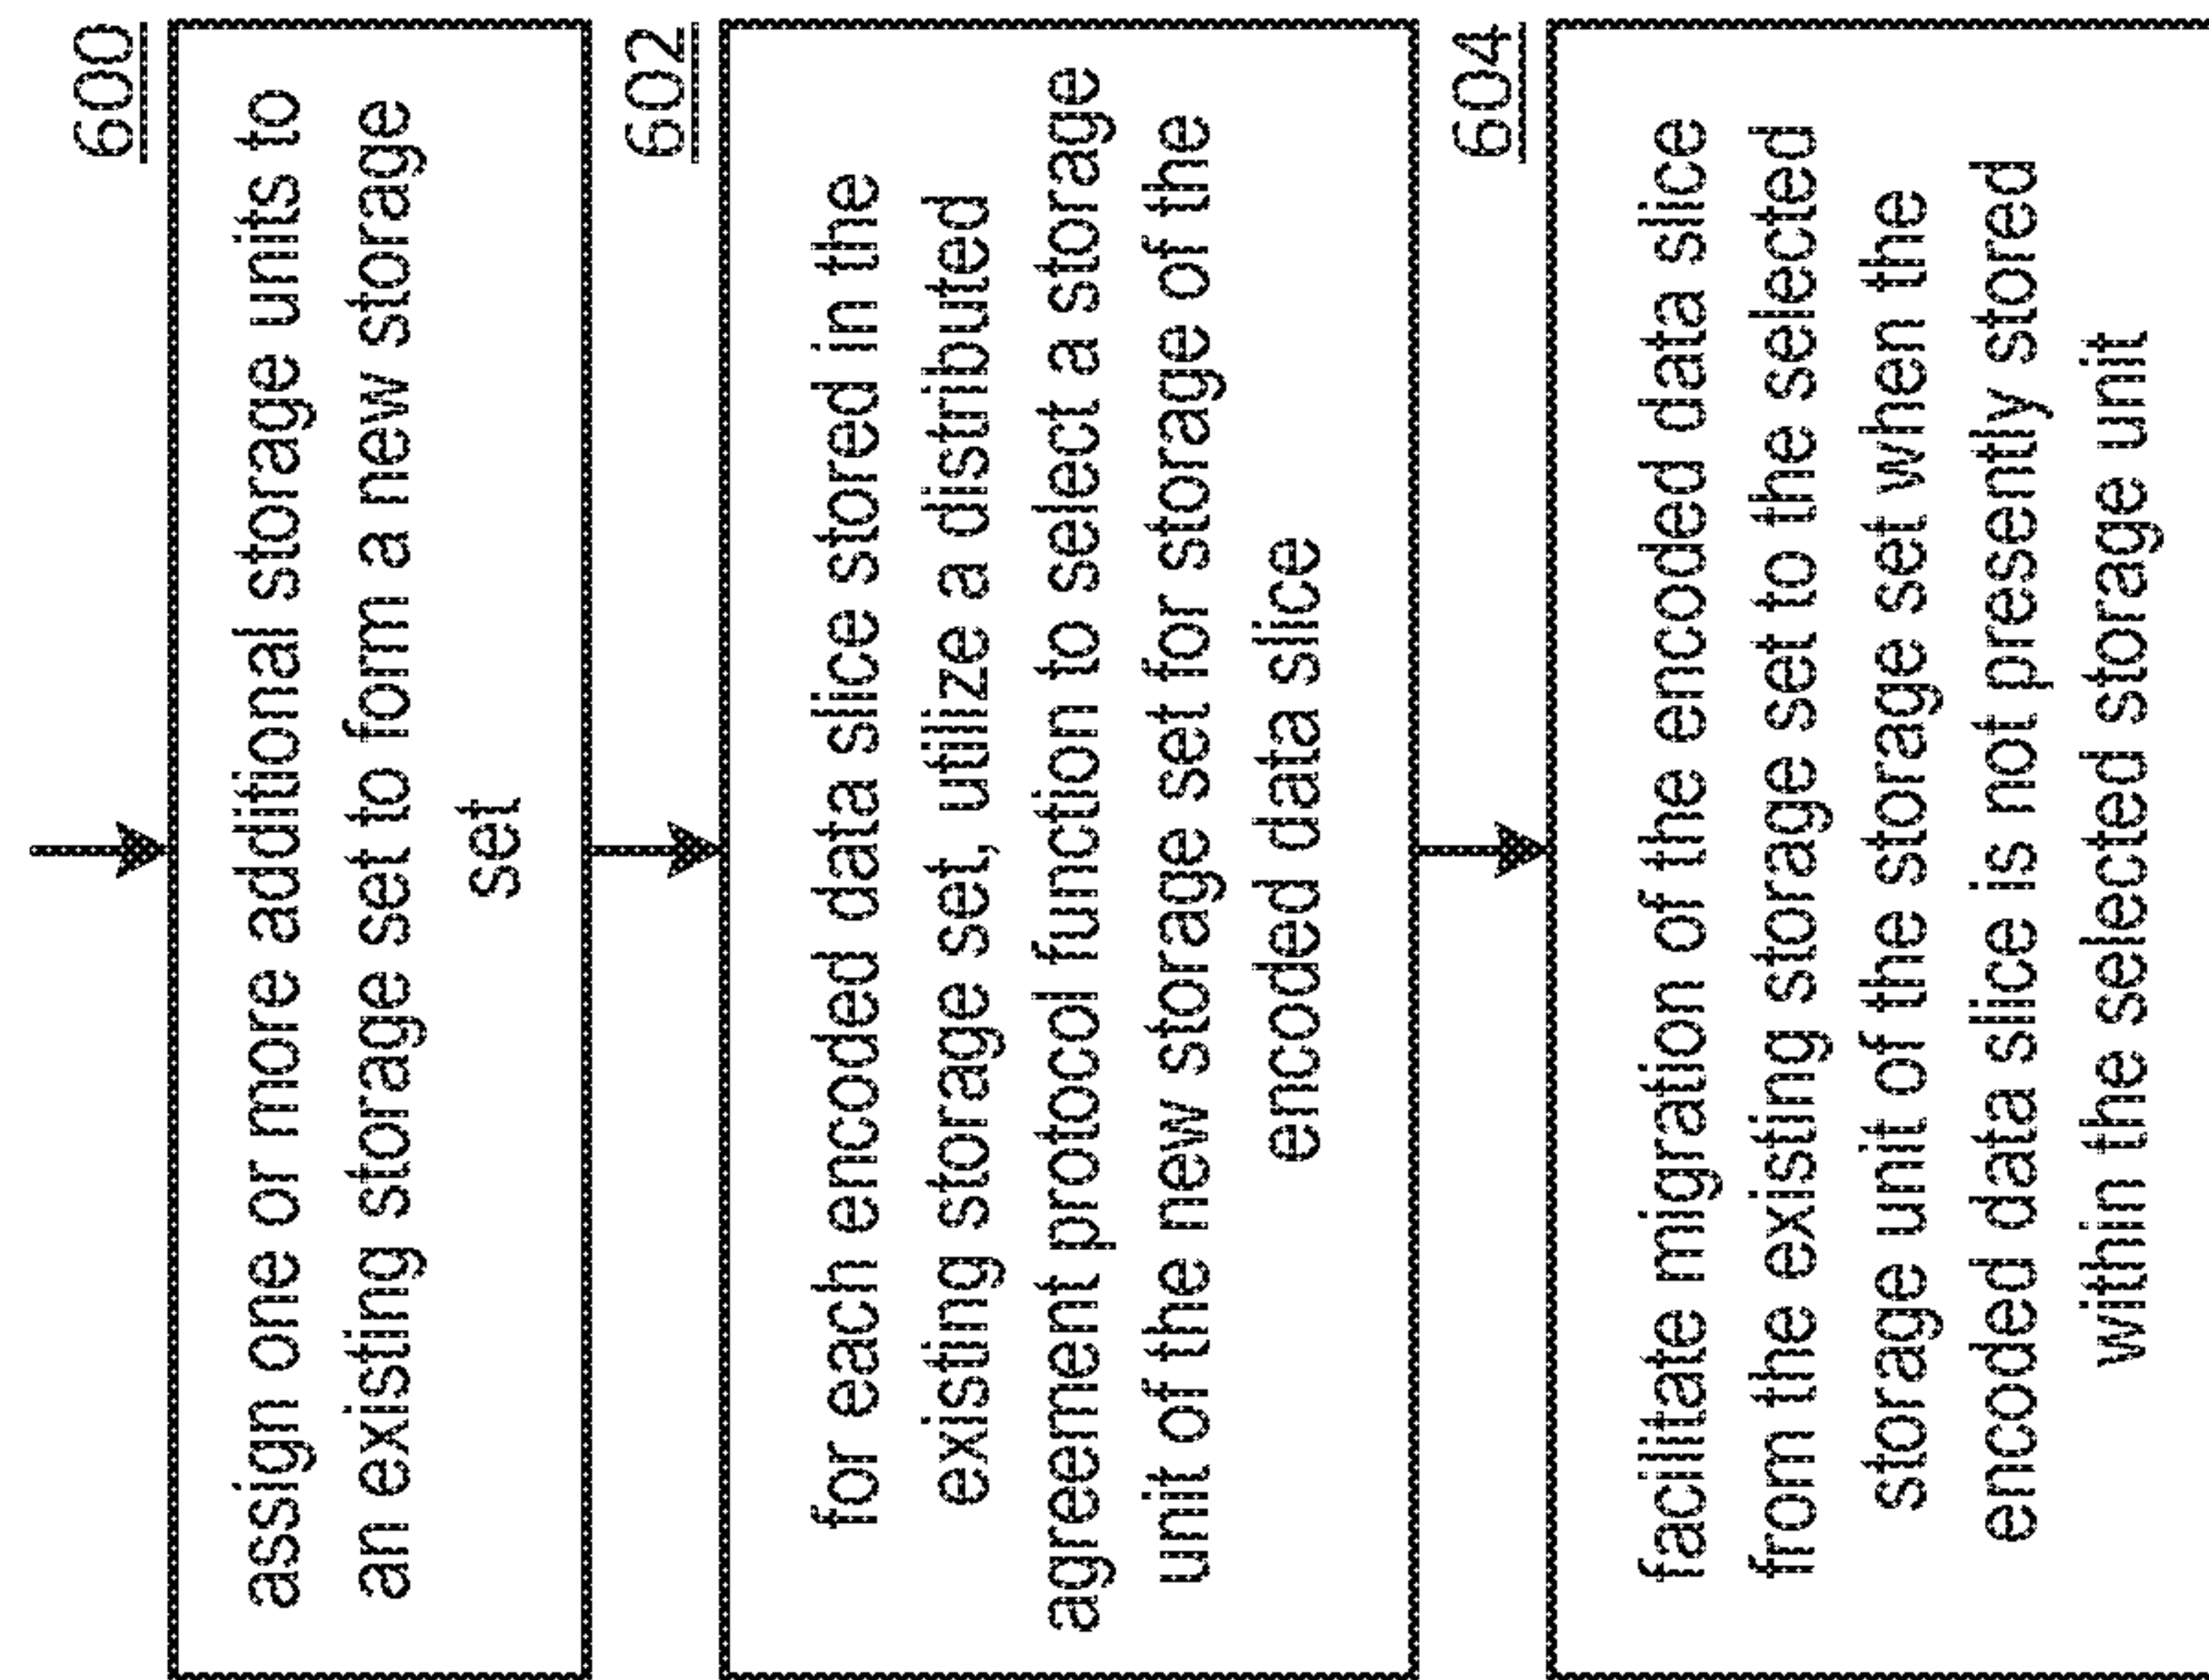 600
assign one or more additional storage units to
an existing storage set to form a new storage
set
602
for each encoded data slice stored in the
existing storage set, utilize a distributed
agreement protocol function to select a storage
unit of the new storage set for storage of the
encoded data slice
604
facilitate migration of the encoded data slice
from the existing storage set to the selected
storage unit of the storage set when the
encoded data slice is not presently stored
within the selected storage unit